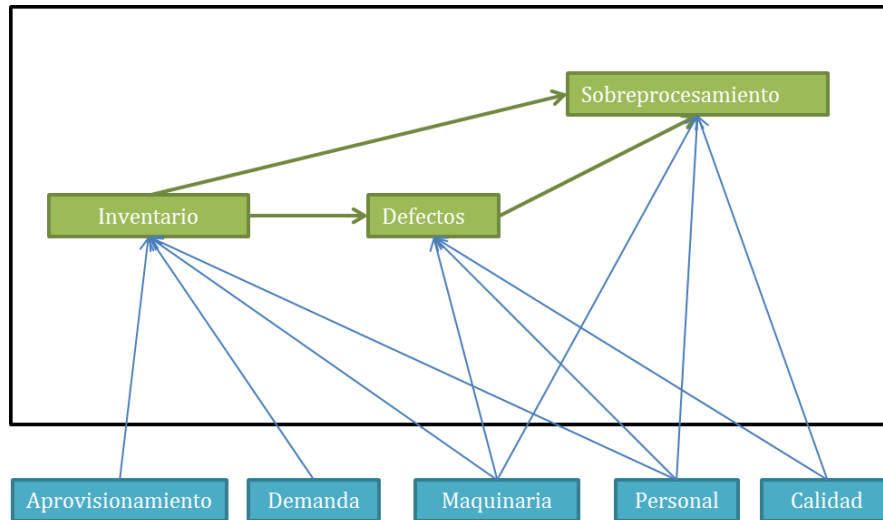 Sobreprocesamiento
Inventario
Defectos
Aprovisionamiento
Demanda
Maquinaria
Personal
Calidad